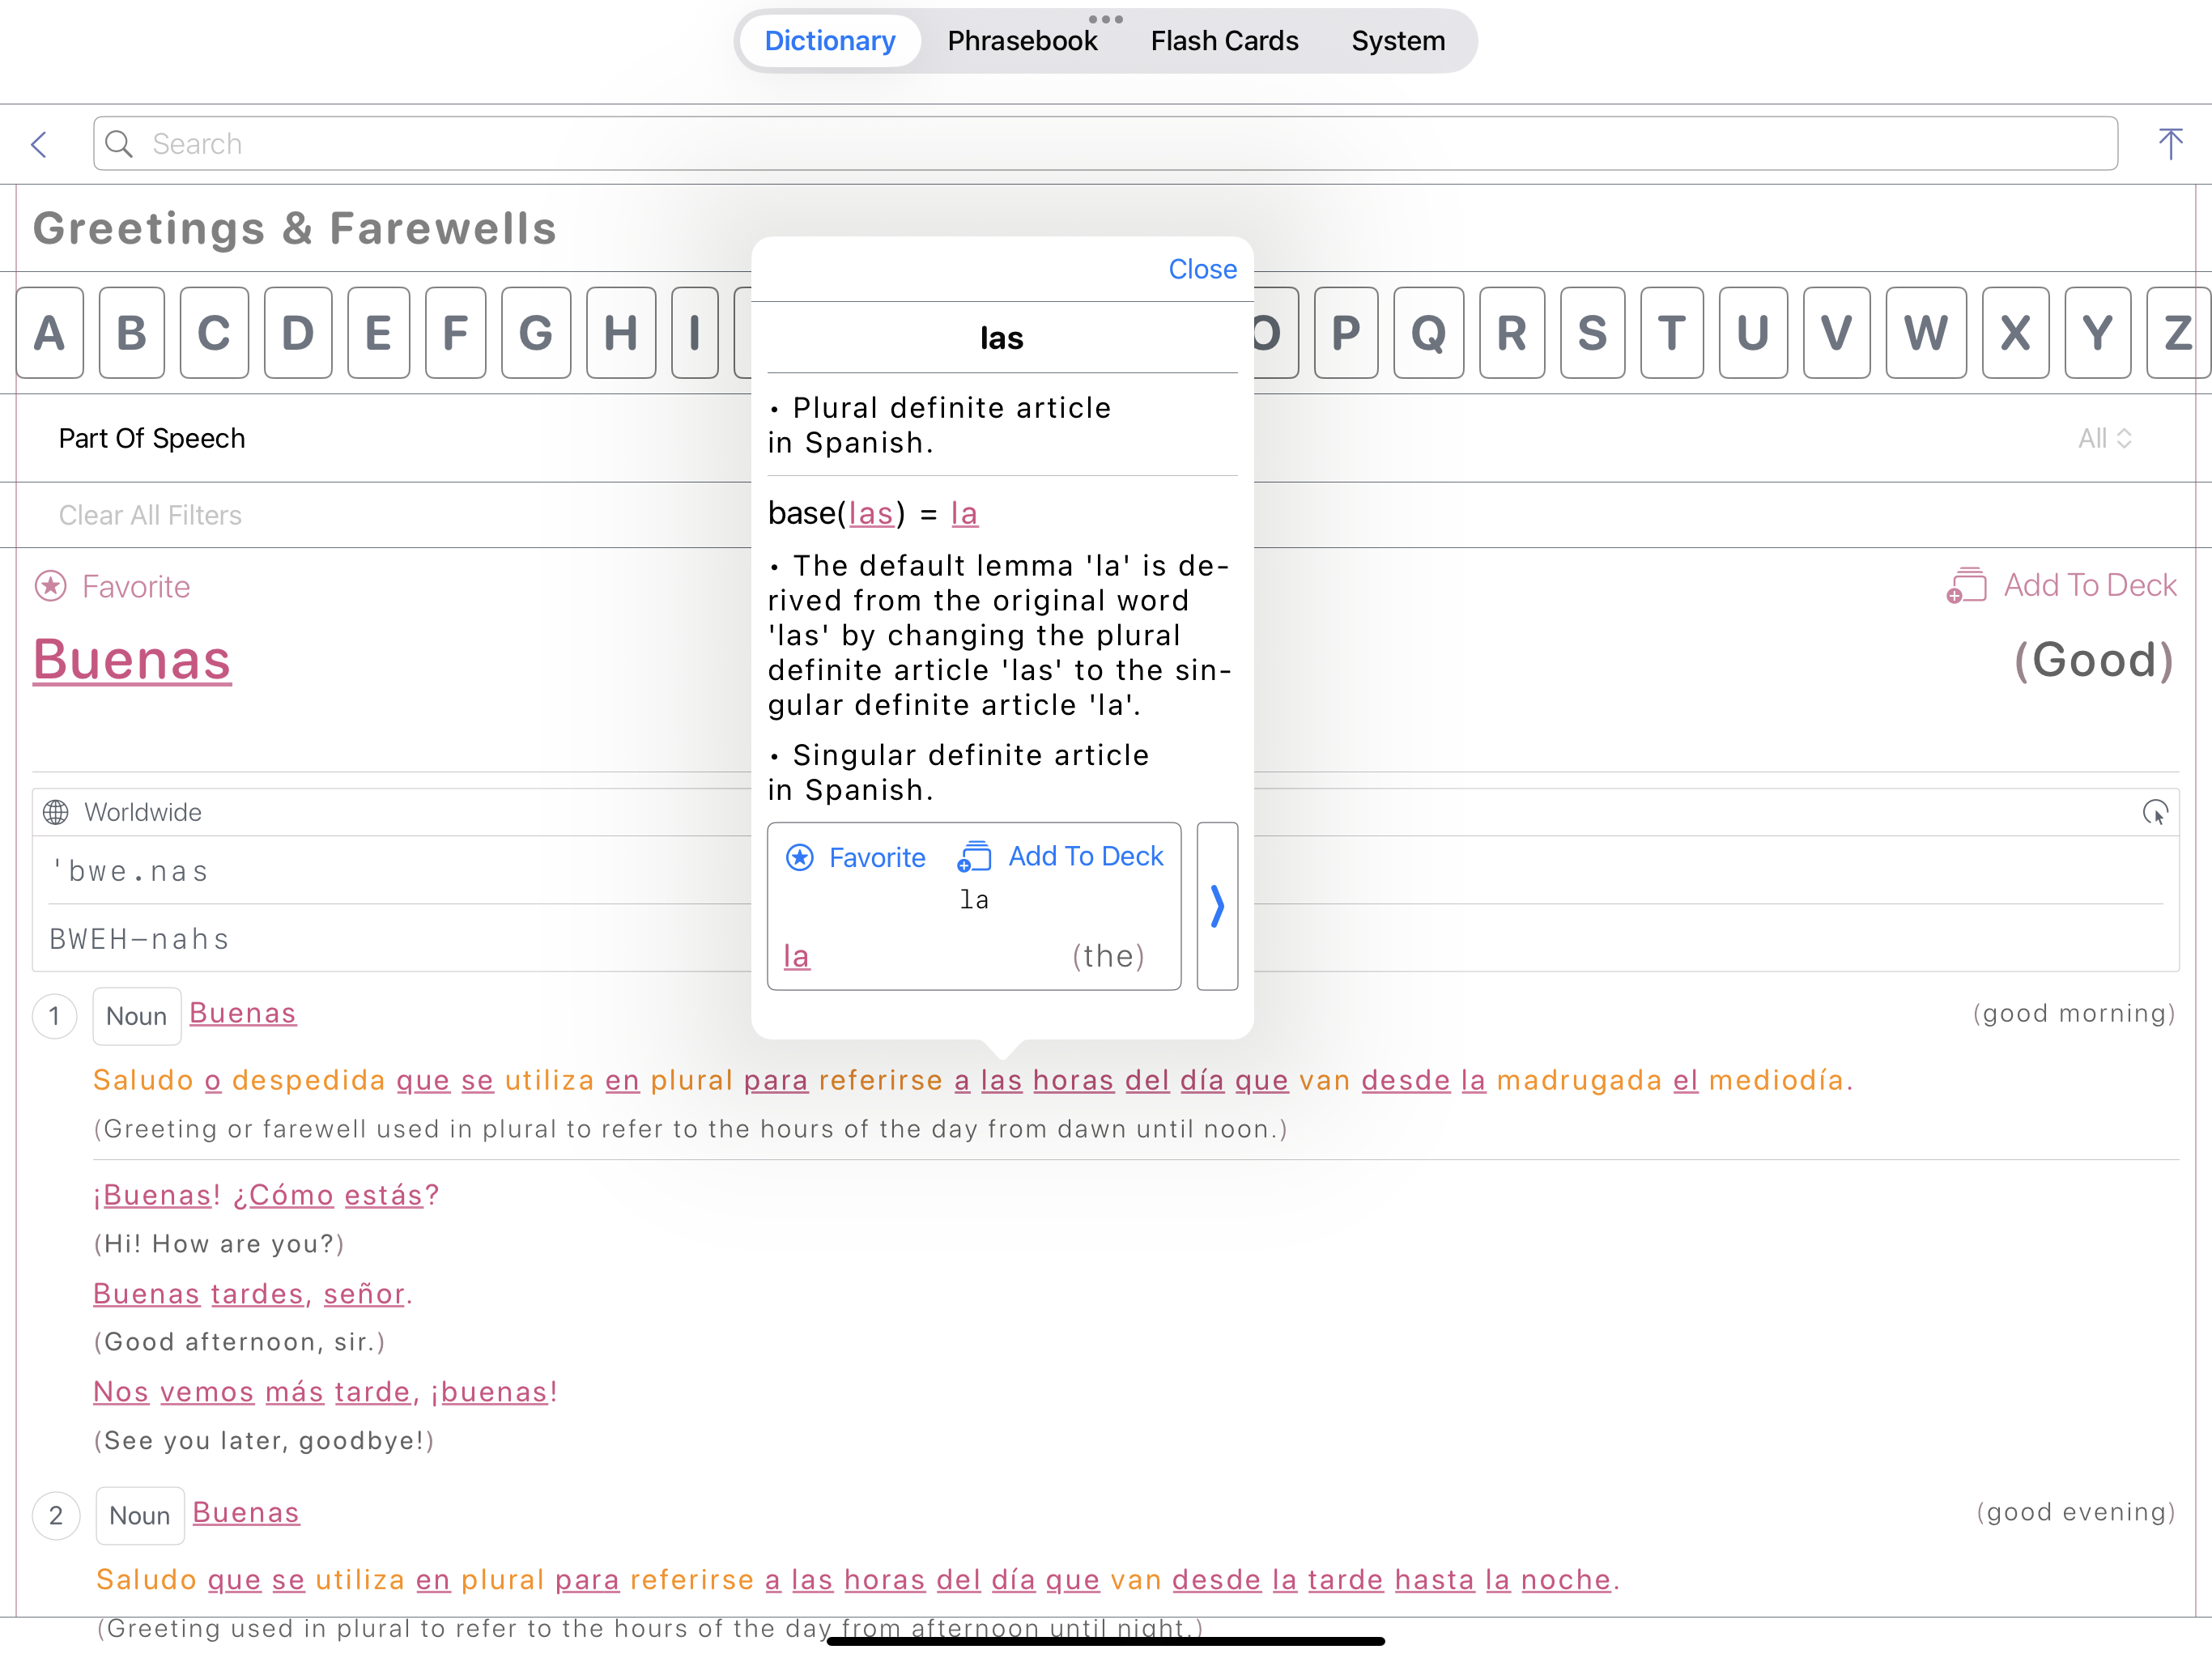 Dictionary Phrasebook Flash Cards System
Search
Greetings & Farewells
A B C D E F G H I O P Q R S T U V W X Y Z
Part Of Speech All
Clear All Filters
Favorite Add To Deck
Buenas (Good)
Worldwide
'bwe.nas
BWEH–nahs
Close
las
• Plural definite article
in Spanish.
base(las) = la
• The default lemma 'la' is de-
rived from the original word
'las' by changing the plural
definite article 'las' to the sin-
gular definite article 'la'.
• Singular definite article
in Spanish.
Favorite Add To Deck
la
la (the)
1 Noun Buenas (good morning)
Saludo o despedida que se utiliza en plural para referirse a las horas del día que van desde la madrugada el mediodía.
(Greeting or farewell used in plural to refer to the hours of the day from dawn until noon.)
¡Buenas! ¿Cómo estás?
(Hi! How are you?)
Buenas tardes, señor.
(Good afternoon, sir.)
Nos vemos más tarde, ¡buenas!
(See you later, goodbye!)
2 Noun Buenas (good evening)
Saludo que se utiliza en plural para referirse a las horas del día que van desde la tarde hasta la noche.
(Greeting used in plural to refer to the hours of the day from afternoon until night.)